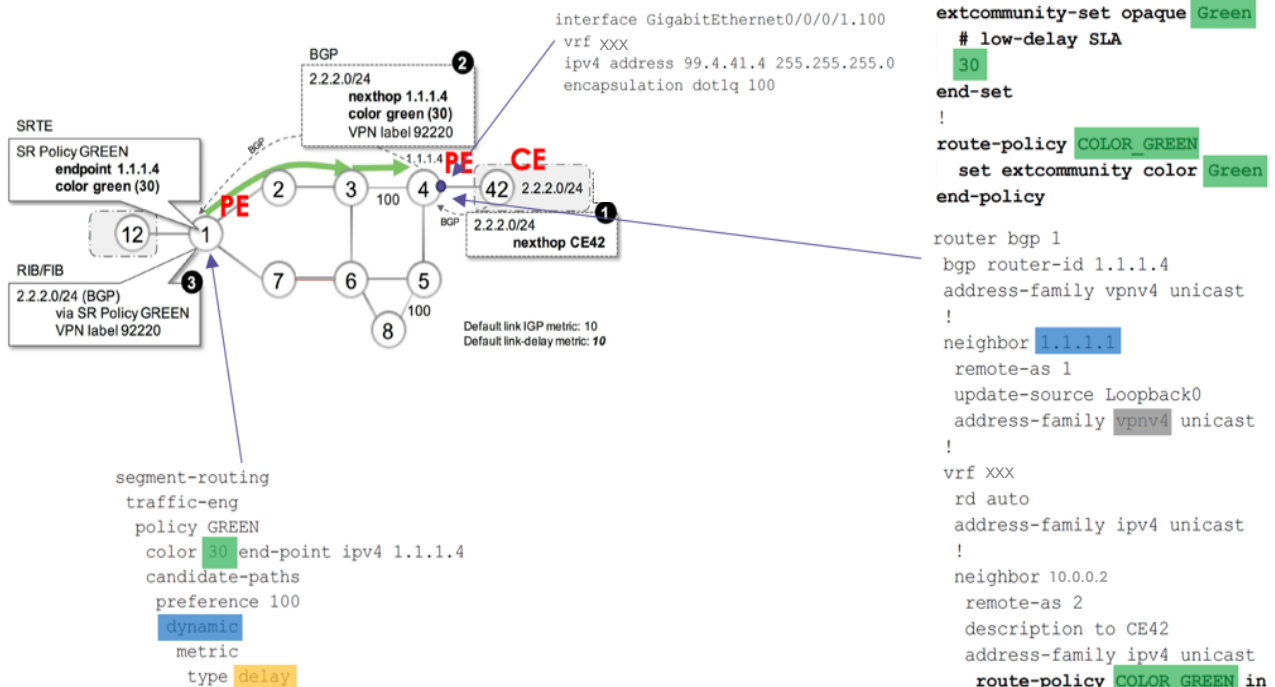 interface GigabitEthernet0/0/0/1.100
vrf XXX
ipv4 address 99.4.41.4 255.255.255.0
encapsulation dot1q 100
extcommunity-set opaque Green
# low-delay SLA
30
end-set
!
route-policy COLOR_GREEN
set extcommunity color Green
end-policy
BGP
2
2.2.2.0/24
nexthop 1.1.1.4
color green (30)
VPN label 92220
SRTE
SR Policy GREEN
endpoint 1.1.1.4
color green (30)
BGP
1.1.1.4
PE
CE
PE
2
3
4
42
2.2.2.0/24
100
BGP
1
2.2.2.0/24
nexthop CE42
12
1
RIB/FIB
3
2.2.2.0/24 (BGP)
via SR Policy GREEN
VPN label 92220
7
6
5
100
8
Default link IGP metric: 10
Default link-delay metric: 10
router bgp 1
bgp router-id 1.1.1.4
address-family vpnv4 unicast
!
neighbor 1.1.1.1
remote-as 1
update-source Loopback0
address-family vpnv4 unicast
!
vrf XXX
rd auto
address-family ipv4 unicast
!
neighbor 10.0.0.2
remote-as 2
description to CE42
address-family ipv4 unicast
route-policy COLOR_GREEN in
segment-routing
traffic-eng
policy GREEN
color 30 end-point ipv4 1.1.1.4
candidate-paths
preference 100
dynamic
metric
type delay